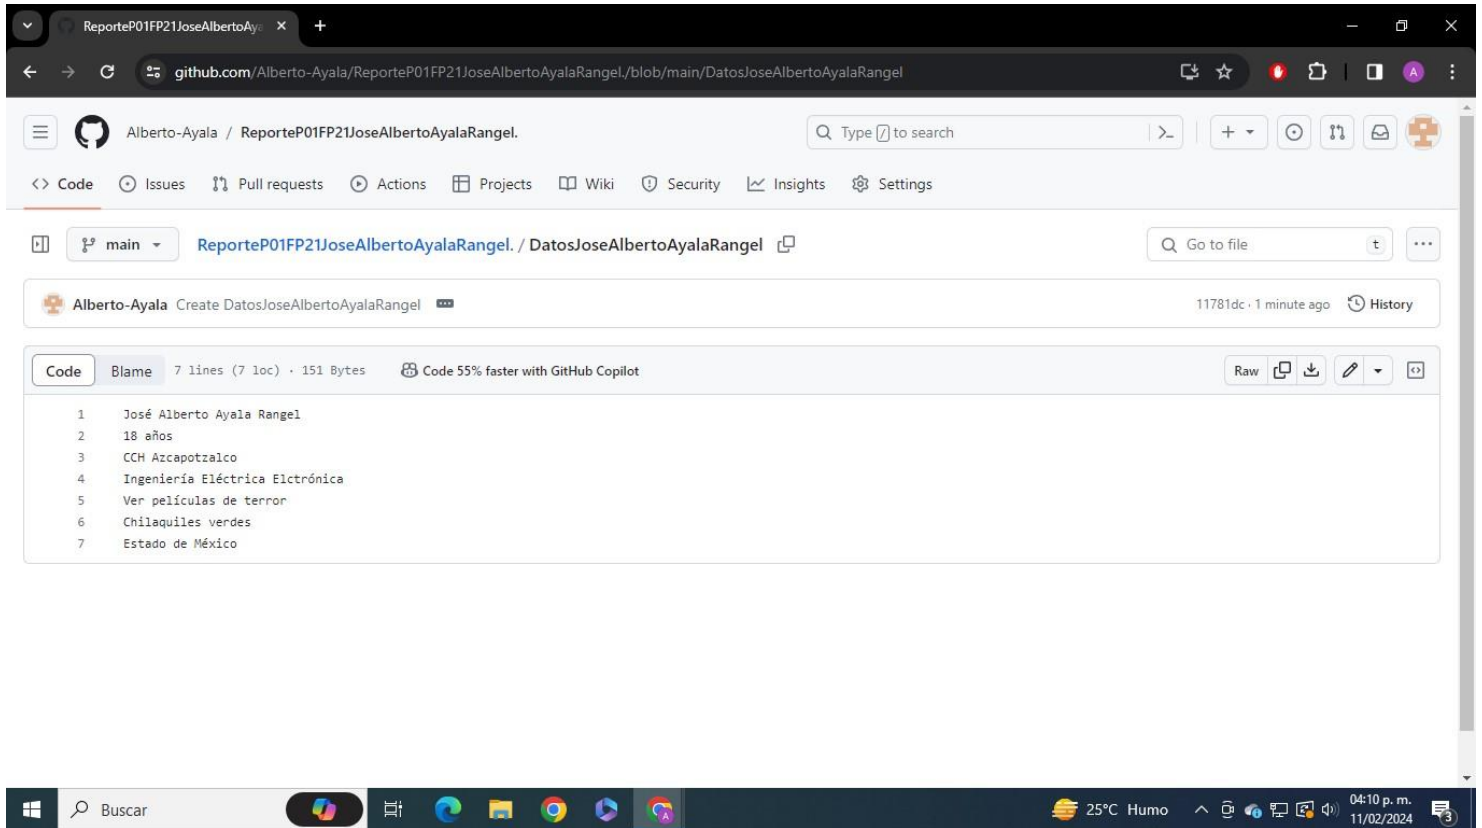 ReporteP01FP21JoseAlbertoAya
github.com/Alberto-Ayala/ReporteP01FP21JoseAlbertoAyalaRangel./blob/main/DatosJoseAlbertoAyalaRangel
A
Alberto-Ayala / ReporteP01FP21JoseAlbertoAyalaRangel.
Type / to search
Code Issues Pull requests Actions Projects Wiki Security Insights Settings
main ReporteP01FP21JoseAlbertoAyalaRangel. / DatosJoseAlbertoAyalaRangel Go to file t
Alberto-Ayala Create DatosJoseAlbertoAyalaRangel 11781dc · 1 minute ago History
Code Blame 7 lines (7 loc) · 151 Bytes Code 55% faster with GitHub Copilot Raw
1 José Alberto Ayala Rangel
2 18 años
3 CCH Azcapotzalco
4 Ingeniería Eléctrica Elctrónica
5 Ver películas de terror
6 Chilaquiles verdes
7 Estado de México
Buscar 25°C Humo 04:10 p. m.
11/02/2024 3